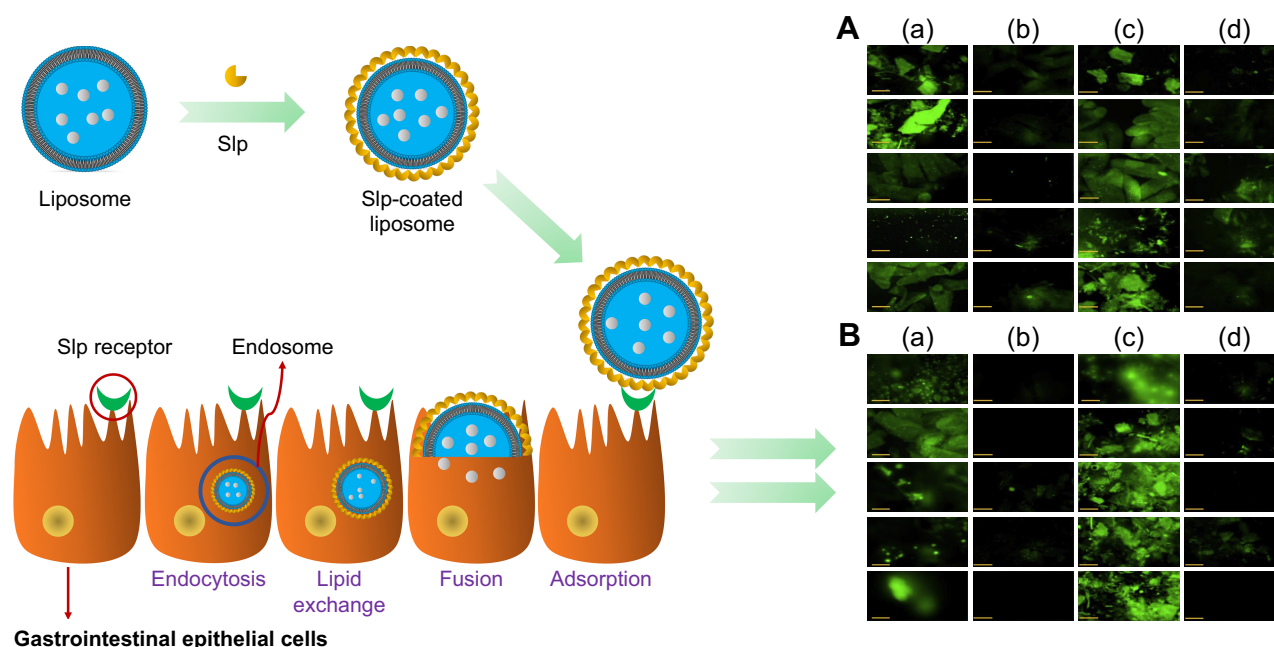 Liposome
Slp
Slp-coated
liposome
Slp receptor
Endosome
Endocytosis
Lipid
exchange
Fusion
Adsorption
Gastrointestinal epithelial cells
A
(a) (b) (c) (d)
B
(a) (b) (c) (d)